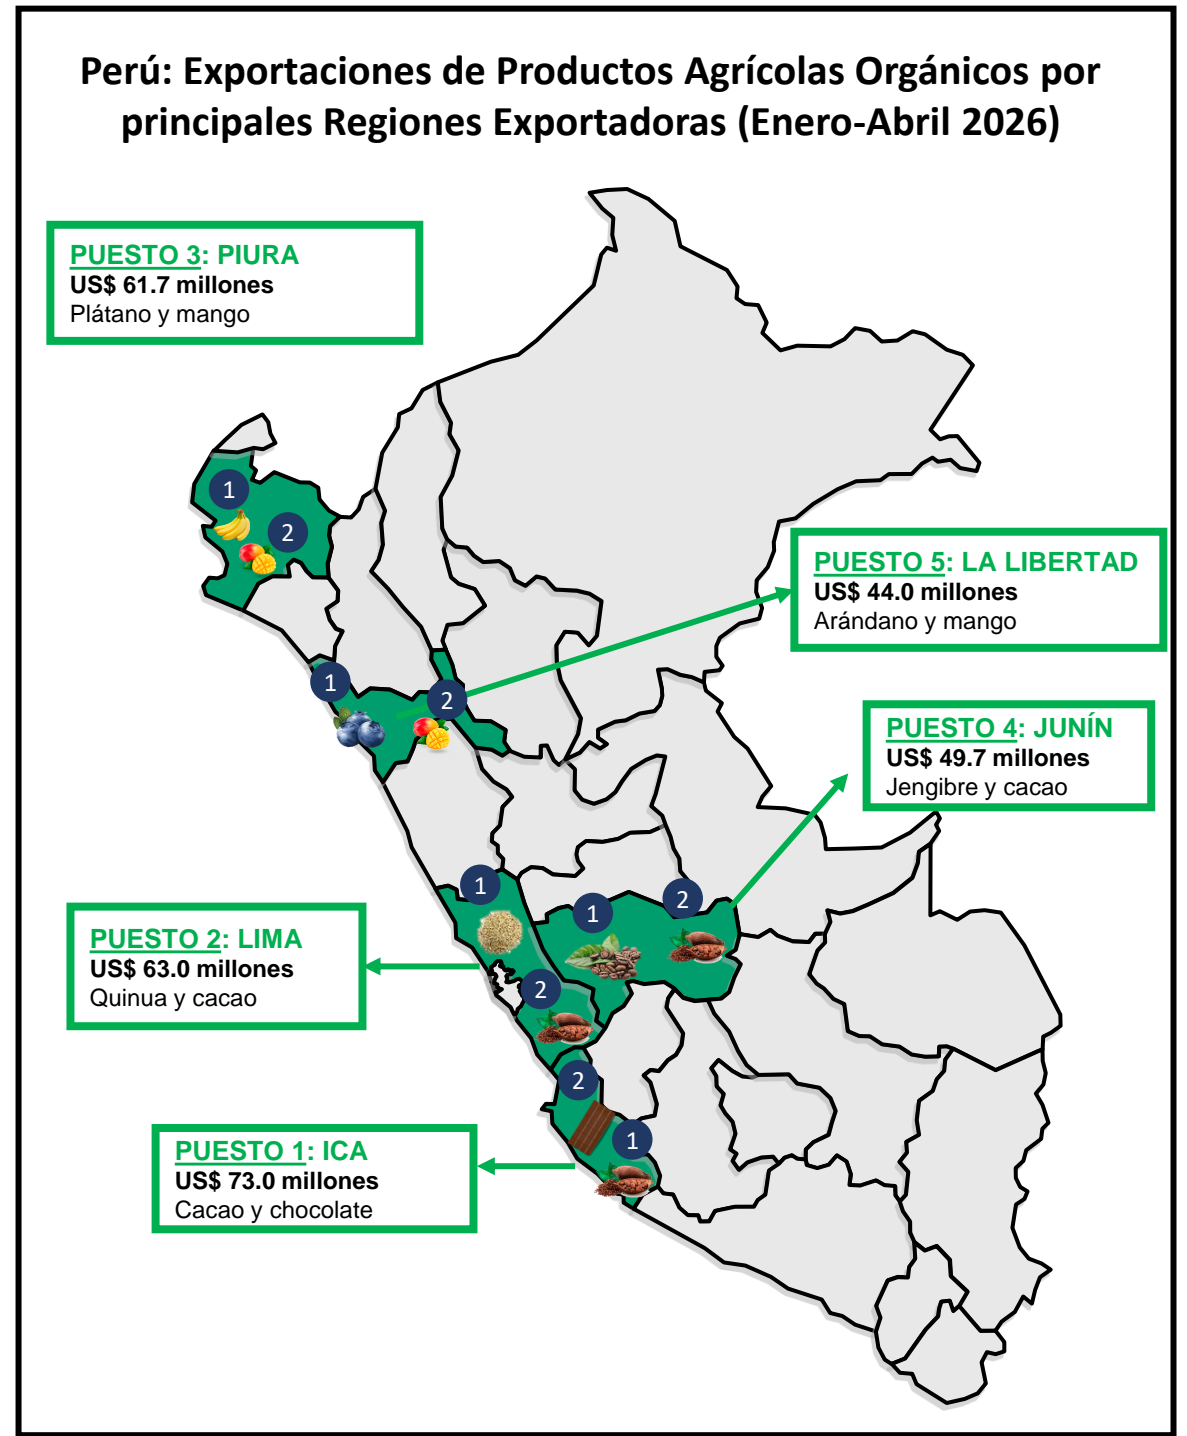 Perú: Exportaciones de Productos Agrícolas Orgánicos por
principales Regiones Exportadoras (Enero-Abril 2026)
PUESTO 3: PIURA
US$ 61.7 millones
Plátano y mango
1
2
PUESTO 5: LA LIBERTAD
US$ 44.0 millones
Arándano y mango
1
2
PUESTO 4: JUNÍN
US$ 49.7 millones
Jengibre y cacao
1
2
1
PUESTO 2: LIMA
US$ 63.0 millones
Quinua y cacao
2
2
1
PUESTO 1: ICA
US$ 73.0 millones
Cacao y chocolate